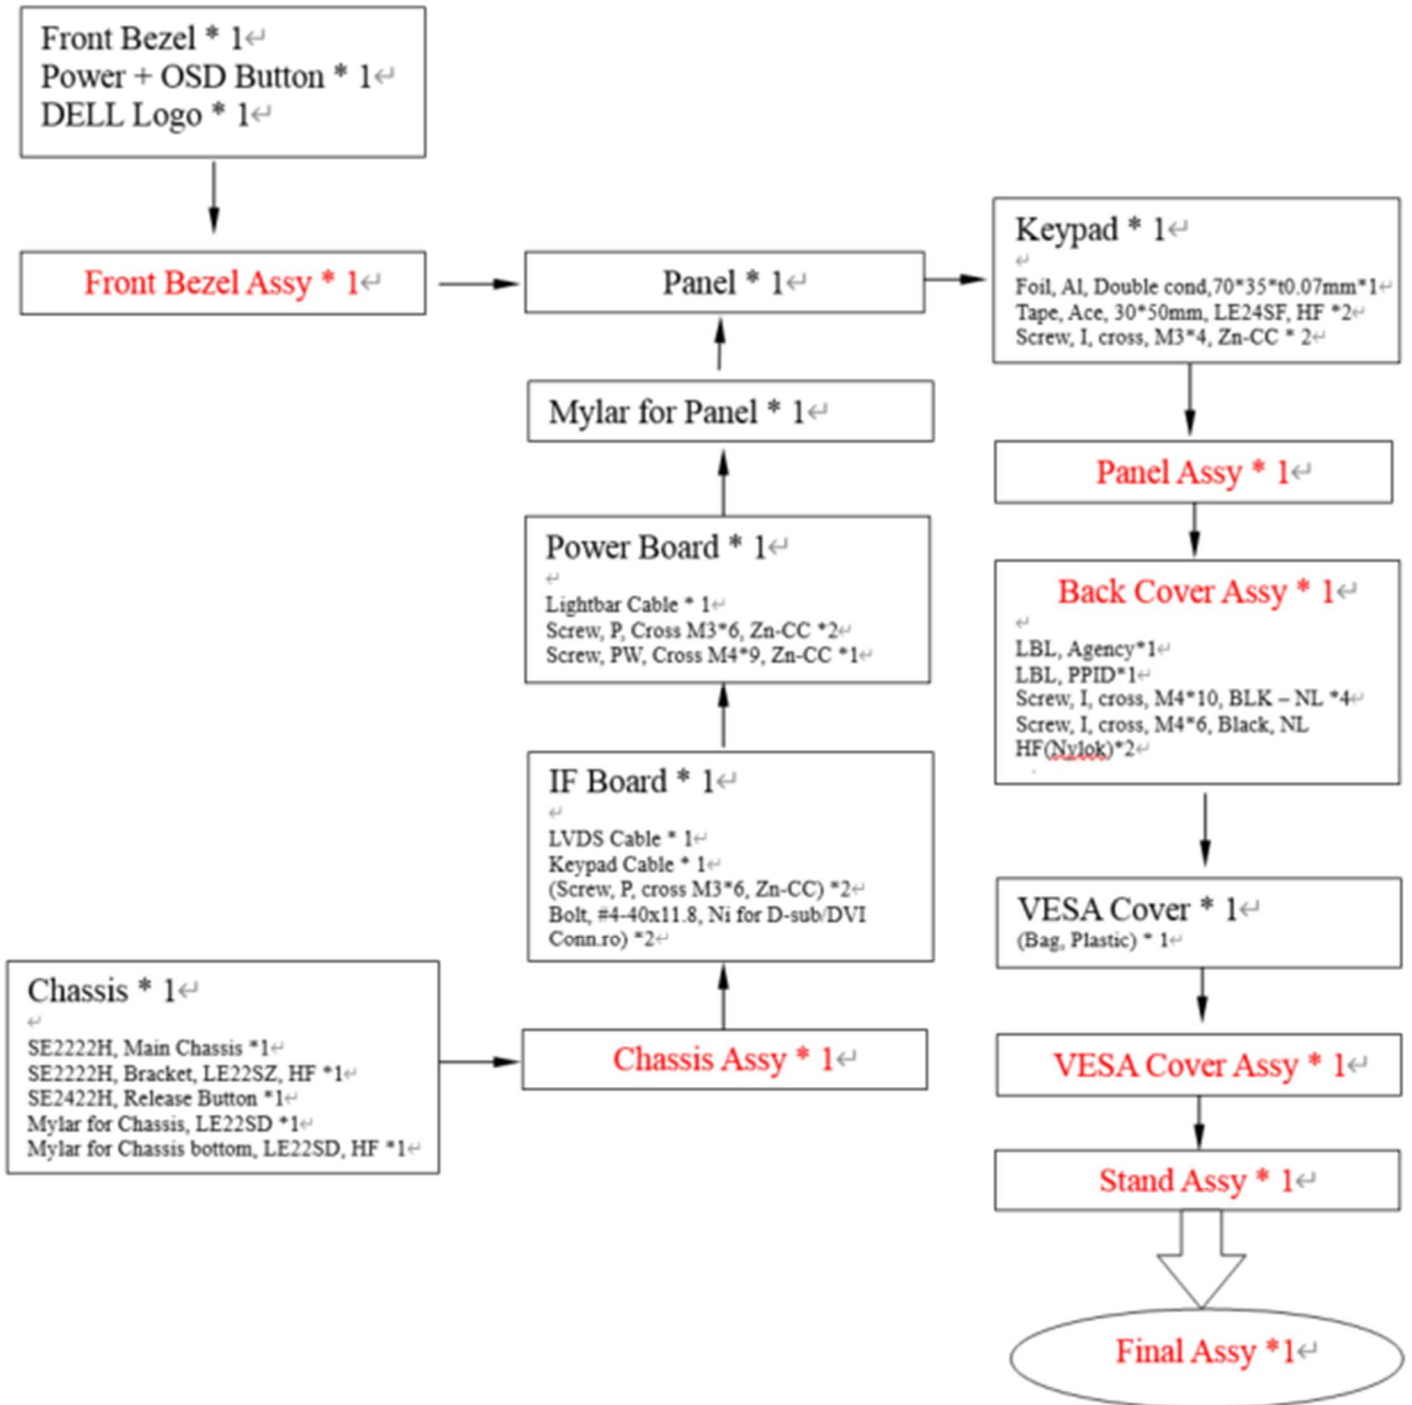 Front Bezel * 1↵
Power + OSD Button * 1↵
DELL Logo * 1↵
Front Bezel Assy * 1↵
Panel * 1↵
Mylar for Panel * 1↵
Power Board * 1↵
↵
Lightbar Cable * 1↵
Screw, P, Cross M3*6, Zn-CC *2↵
Screw, PW, Cross M4*9, Zn-CC *1↵
IF Board * 1↵
↵
LVDS Cable * 1↵
Keypad Cable * 1↵
(Screw, P, cross M3*6, Zn-CC) *2↵
Bolt, #4-40x11.8, Ni for D-sub/DVI
Conn.ro) *2↵
Chassis * 1↵
↵
SE2222H, Main Chassis *1↵
SE2222H, Bracket, LE22SZ, HF *1↵
SE2422H, Release Button *1↵
Mylar for Chassis, LE22SD *1↵
Mylar for Chassis bottom, LE22SD, HF *1↵
Chassis Assy * 1↵
Keypad * 1↵
↵
Foil, Al, Double cond,70*35*t0.07mm*1↵
Tape, Ace, 30*50mm, LE24SF, HF *2↵
Screw, I, cross, M3*4, Zn-CC * 2↵
Panel Assy * 1↵
Back Cover Assy * 1↵
↵
LBL, Agency*1↵
LBL, PPID*1↵
Screw, I, cross, M4*10, BLK – NL *4↵
Screw, I, cross, M4*6, Black, NL
HF(Nylok)*2↵
VESA Cover * 1↵
(Bag, Plastic) * 1↵
VESA Cover Assy * 1↵
Stand Assy * 1↵
Final Assy *1↵